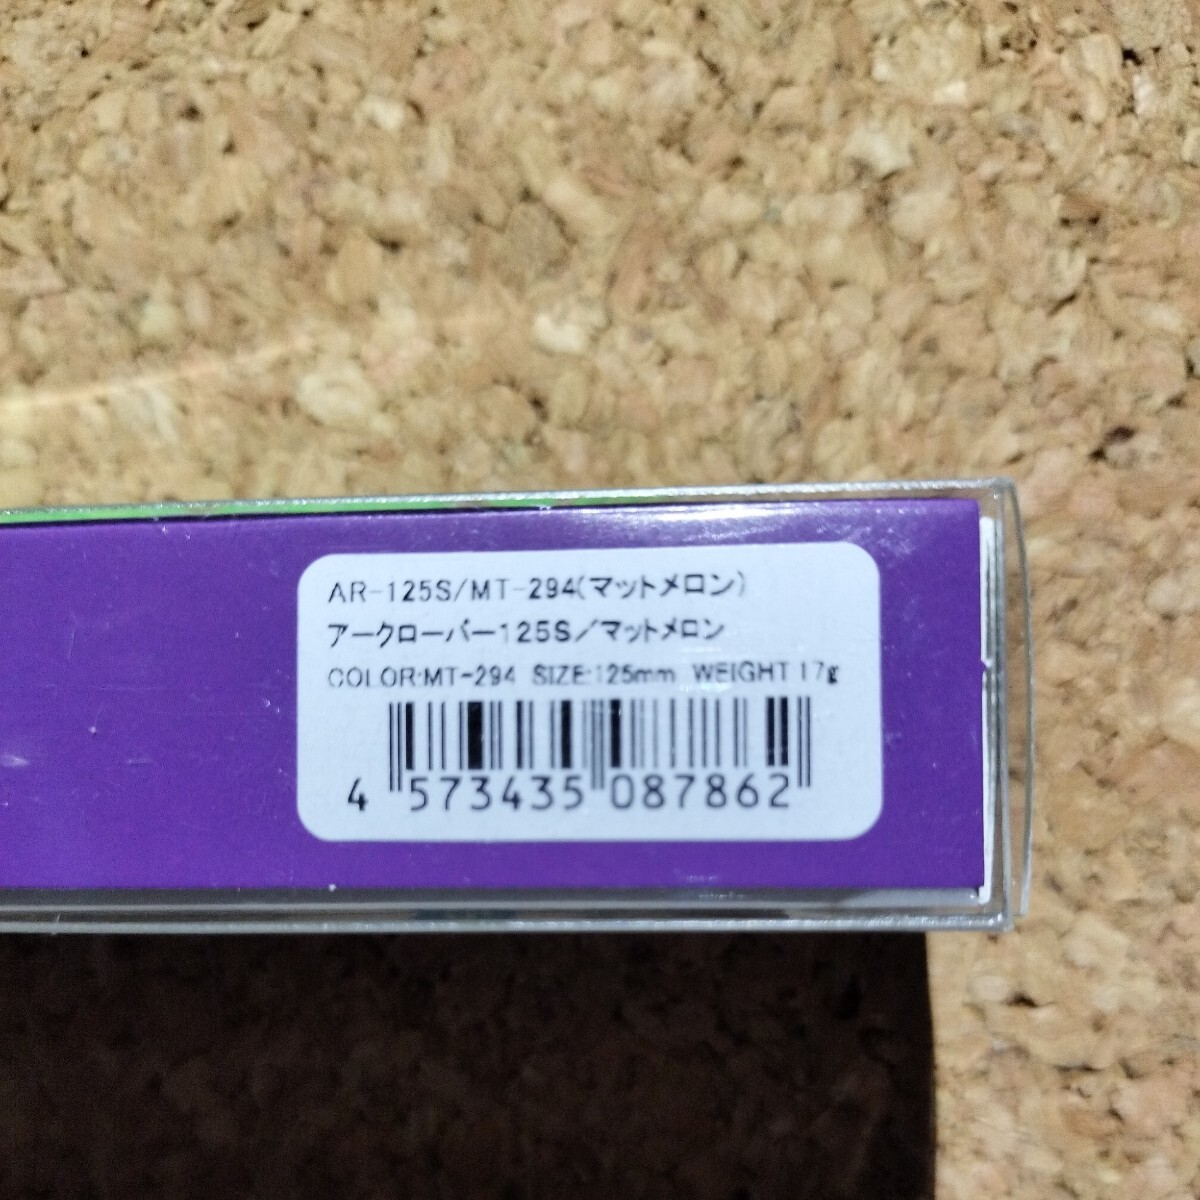 AR-125S/MT-294(マットメロン)
アークローバー125S/マットメロン
COLOR:MT-294 SIZE:125mm WEIGHT 17g
4 573435 087862